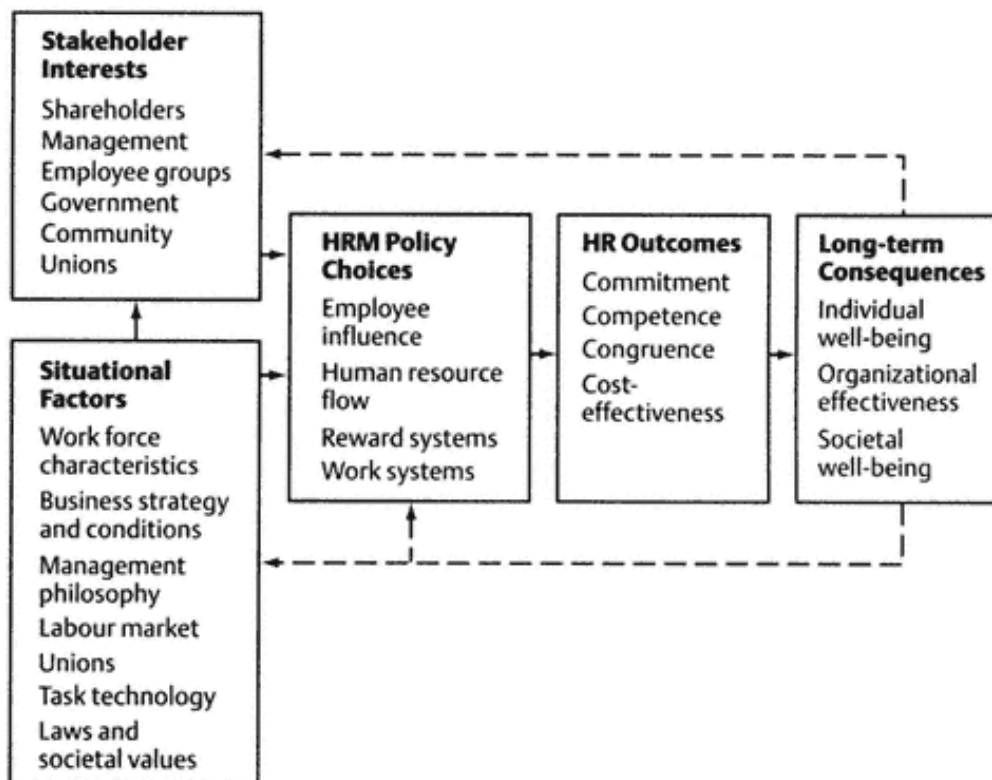 Stakeholder
Interests
Shareholders
Management
Employee groups
Government
Community
Unions
Situational
Factors
Work force
characteristics
Business strategy
and conditions
Management
philosophy
Labour market
Unions
Task technology
Laws and
societal values
HRM Policy
Choices
Employee
influence
Human resource
flow
Reward systems
Work systems
HR Outcomes
Commitment
Competence
Congruence
Cost-
effectiveness
Long-term
Consequences
Individual
well-being
Organizational
effectiveness
Societal
well-being